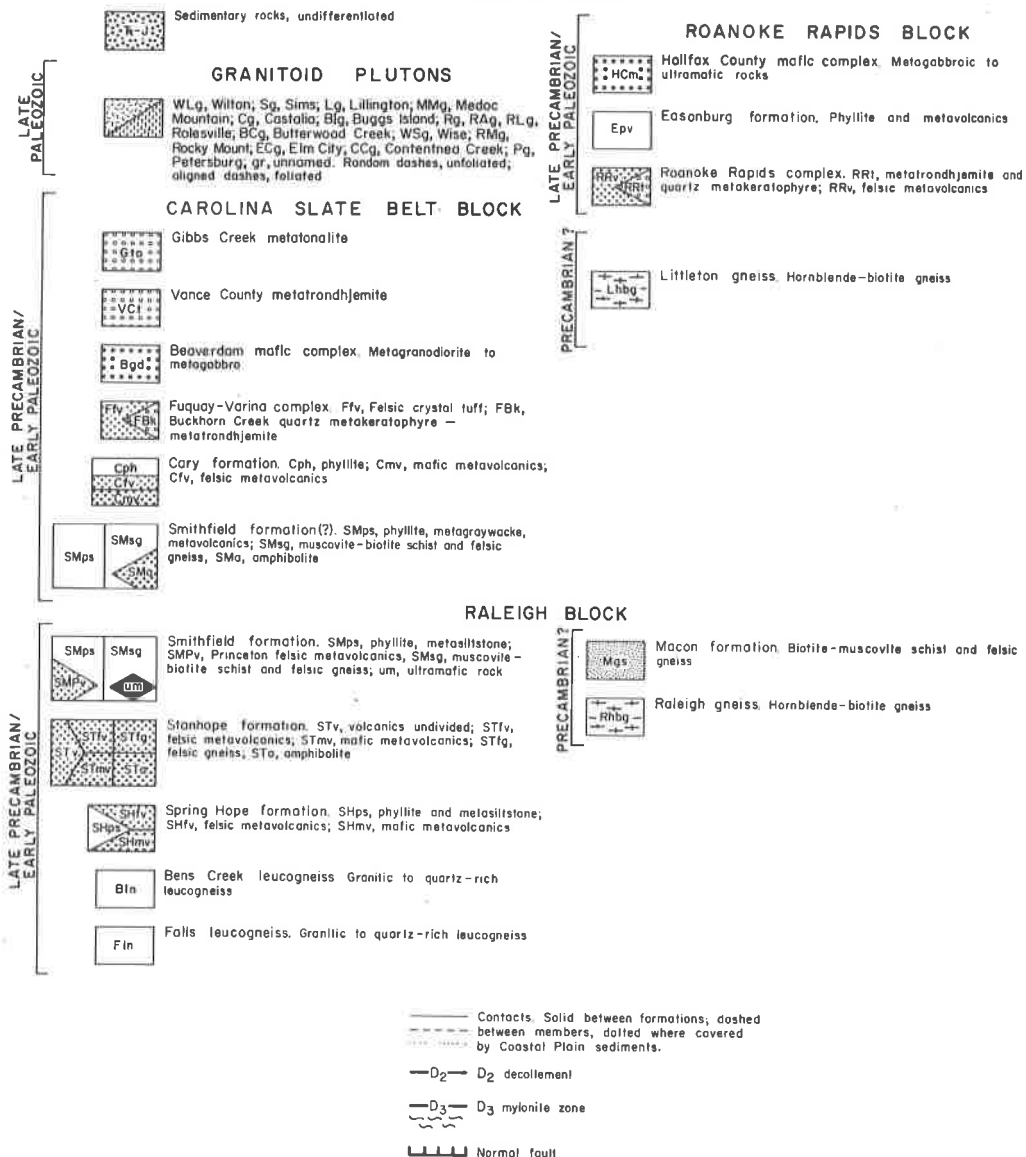 Sedimentary rocks, undifferentiated
Ћ-J
LATE
PALEOZOIC
GRANITOID PLUTONS
WLg, Wilton; Sg, Sims; Lg, Lillington; MMg, Medoc
Mountain; Cg, Castalia; BIg, Buggs Island; Rg, RAg, RLg,
Rolesville; BCg, Butterwood Creek; WSg, Wise; RMg,
Rocky Mount; ECg, Elm City; CCg, Contentnea Creek; Pg,
Petersburg; gr, unnamed. Random dashes, unfoliated;
aligned dashes, foliated
LATE PRECAMBRIAN/
EARLY PALEOZOIC
CAROLINA SLATE BELT BLOCK
Gto
Gibbs Creek metatonalite
VCt
Vance County metatrondhjemite
Bgd
Beaverdam mafic complex. Metagranodiorite to
metagabbro
Ffv
FBk
Fuquay-Varina complex. Ffv, Felsic crystal tuff; FBk,
Buckhorn Creek quartz metakeratophyre —
metatrondhjemite
Cph
Cfv
Cmv
Cary formation. Cph, phyllite; Cmv, mafic metavolcanics;
Cfv, felsic metavolcanics
SMps
SMsg
SMa
Smithfield formation(?). SMps, phyllite, metagraywacke,
metavolcanics; SMsg, muscovite-biotite schist and felsic
gneiss, SMa, amphibolite
LATE PRECAMBRIAN/
EARLY PALEOZOIC
ROANOKE RAPIDS BLOCK
HCm
Halifax County mafic complex. Metagabbroic to
ultramatic rocks
Epv
Easonburg formation. Phyllite and metavolcanics
RRv
RRt
Roanoke Rapids complex. RRt, metatrondhjemite and
quartz metakeratophyre; RRv, felsic metavolcanics
PRECAMBRIAN?
Lhbg
Littleton gneiss. Hornblende-biotite gneiss
RALEIGH BLOCK
LATE PRECAMBRIAN/
EARLY PALEOZOIC
SMps
SMsg
SMPv
um
Smithfield formation. SMps, phyllite, metasiltstone;
SMPv, Princeton felsic metavolcanics, SMsg, muscovite-
biotite schist and felsic gneiss; um, ultramafic rock
STv
STfv
STfg
STmv
STa
Stanhope formation. STv, volcanics undivided; STfv,
felsic metavolcanics; STmv, mafic metavolcanics; STfg,
felsic gneiss; STa, amphibolite
SHps
SHfv
SHmv
Spring Hope formation. SHps, phyllite and metasiltstone;
SHfv, felsic metavolcanics; SHmv, mafic metavolcanics
Bln
Bens Creek leucogneiss Granitic to quartz-rich
leucogneiss
Fln
Falls leucogneiss. Granitic to quartz-rich leucogneiss
PRECAMBRIAN?
Mgs
Macon formation. Biotite-muscovite schist and felsic
gneiss
Rhbg
Raleigh gneiss. Hornblende-biotite gneiss
Contacts. Solid between formations; dashed
between members, dotted where covered
by Coastal Plain sediments.
D2 D2 decollement
D3 D3 mylonite zone
Normal fault